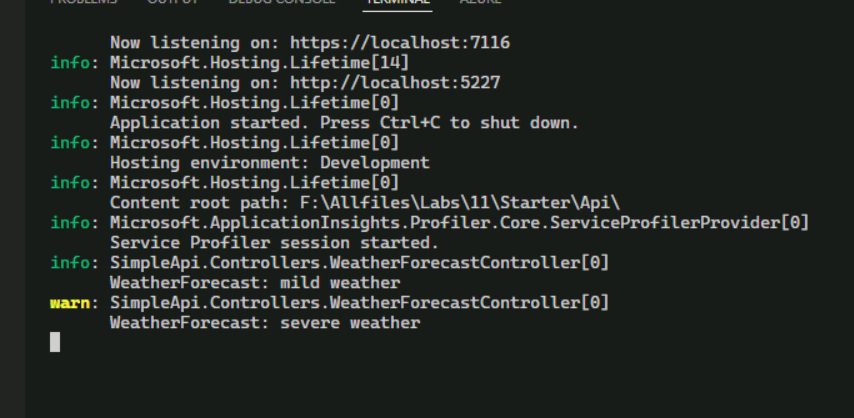 PROBLEMS OUTPUT DEBUG CONSOLE TERMINAL AZURE
Now listening on: https://localhost:7116
info: Microsoft.Hosting.Lifetime[14]
Now listening on: http://localhost:5227
info: Microsoft.Hosting.Lifetime[0]
Application started. Press Ctrl+C to shut down.
info: Microsoft.Hosting.Lifetime[0]
Hosting environment: Development
info: Microsoft.Hosting.Lifetime[0]
Content root path: F:\Allfiles\Labs\11\Starter\Api\
info: Microsoft.ApplicationInsights.Profiler.Core.ServiceProfilerProvider[0]
Service Profiler session started.
info: SimpleApi.Controllers.WeatherForecastController[0]
WeatherForecast: mild weather
warn: SimpleApi.Controllers.WeatherForecastController[0]
WeatherForecast: severe weather